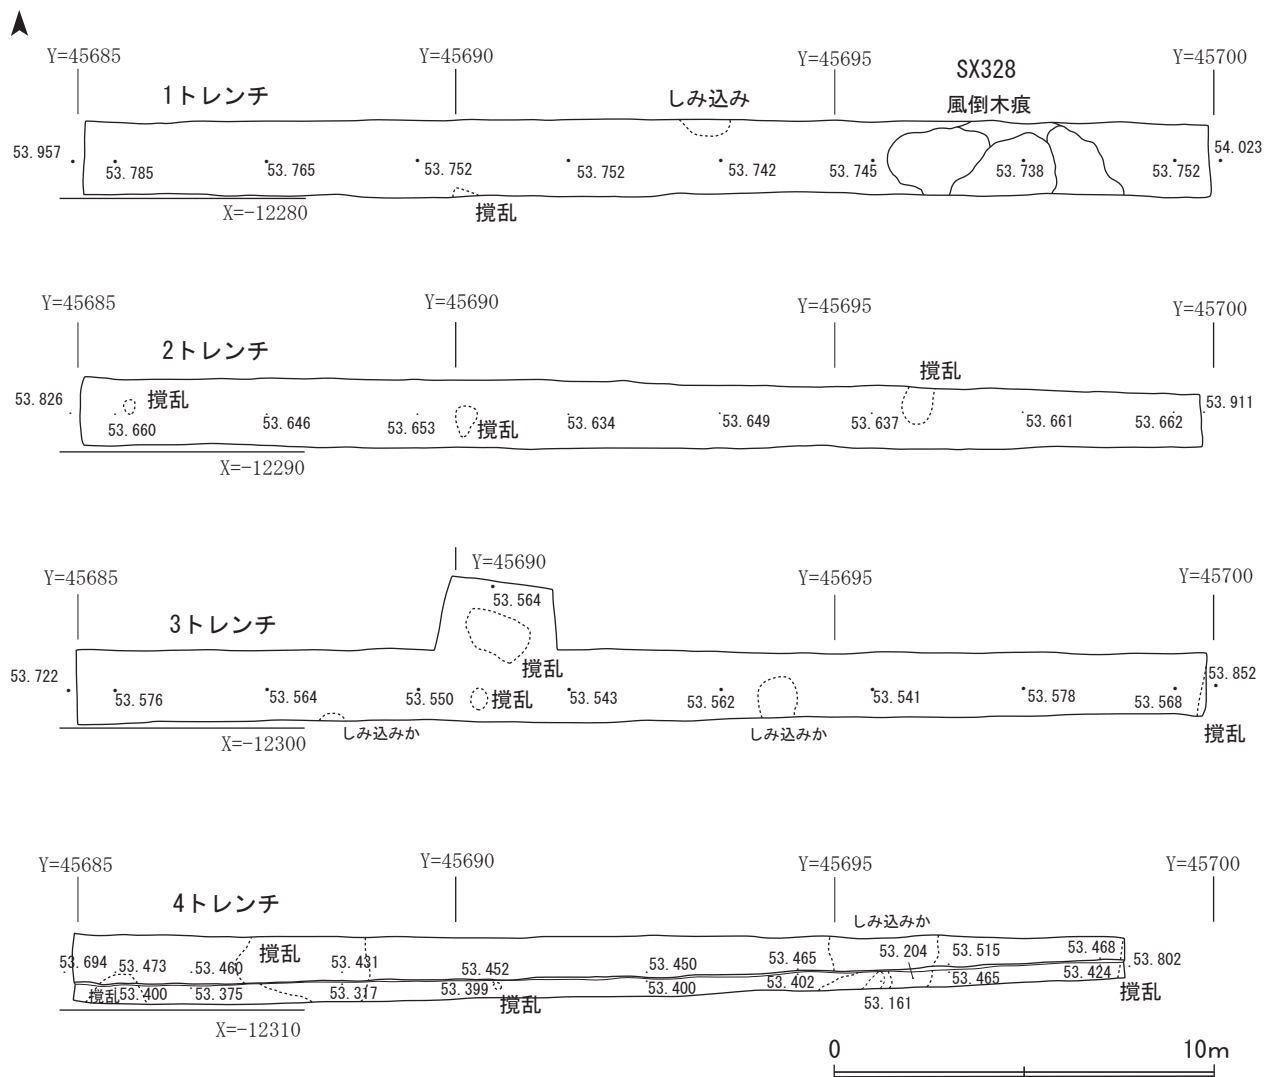 Y=45685
Y=45690
Y=45695
Y=45700
1トレンチ
しみ込み
SX328
風倒木痕
53.957
53.785
53.765
53.752
53.752
53.742
53.745
53.738
53.752
54.023
X=-12280
撹乱
Y=45685
Y=45690
Y=45695
Y=45700
2トレンチ
撹乱
撹乱
53.826
53.660
53.646
53.653
撹乱
53.634
53.649
53.637
53.661
53.662
53.911
X=-12290
Y=45685
Y=45690
Y=45695
Y=45700
3トレンチ
53.564
撹乱
53.722
53.576
53.564
53.550
撹乱
53.543
53.562
53.541
53.578
53.568
53.852
しみ込みか
しみ込みか
撹乱
X=-12300
Y=45685
Y=45690
Y=45695
Y=45700
4トレンチ
しみ込みか
撹乱
53.694
53.473
53.460
53.431
53.452
53.450
53.465
53.204
53.515
53.468
53.802
撹乱
53.400
53.375
53.317
53.399
撹乱
53.400
53.402
53.161
53.465
53.424
撹乱
X=-12310
0
10m